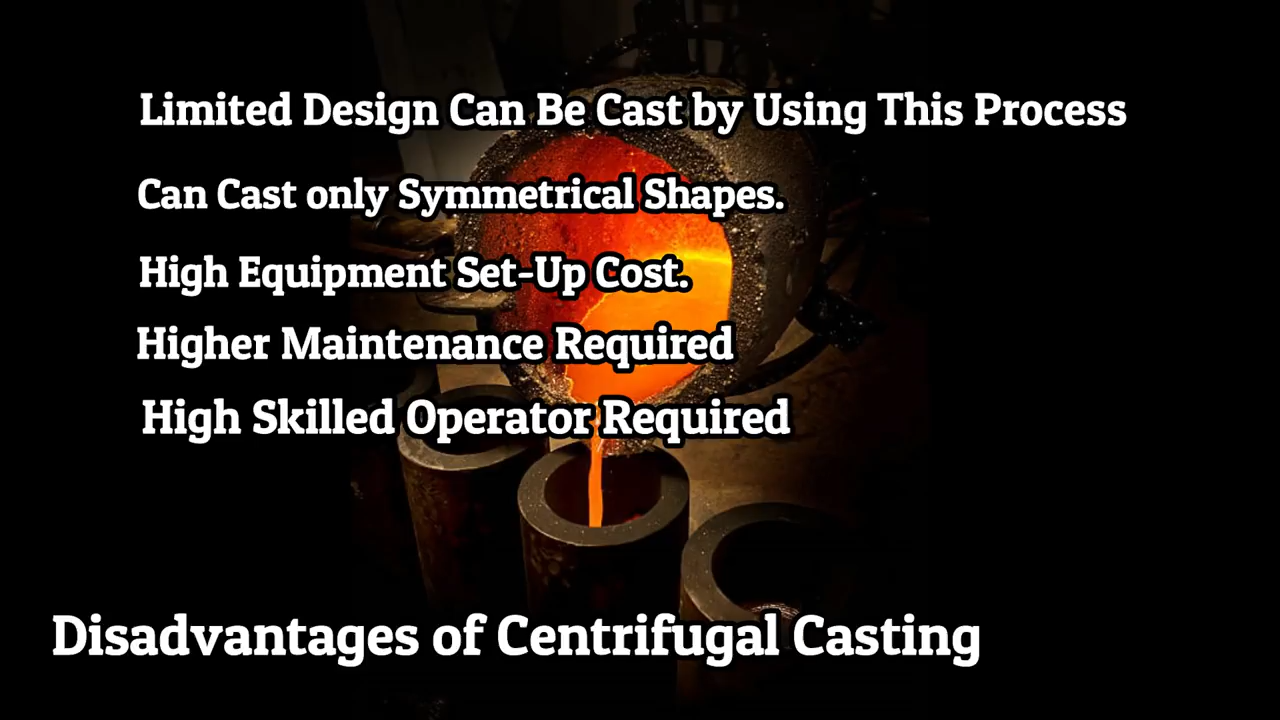 Limited Design Can Be Cast by Using This Process
Can Cast only Symmetrical Shapes.
High Equipment Set-Up Cost.
Higher Maintenance Required
High Skilled Operator Required
Disadvantages of Centrifugal Casting